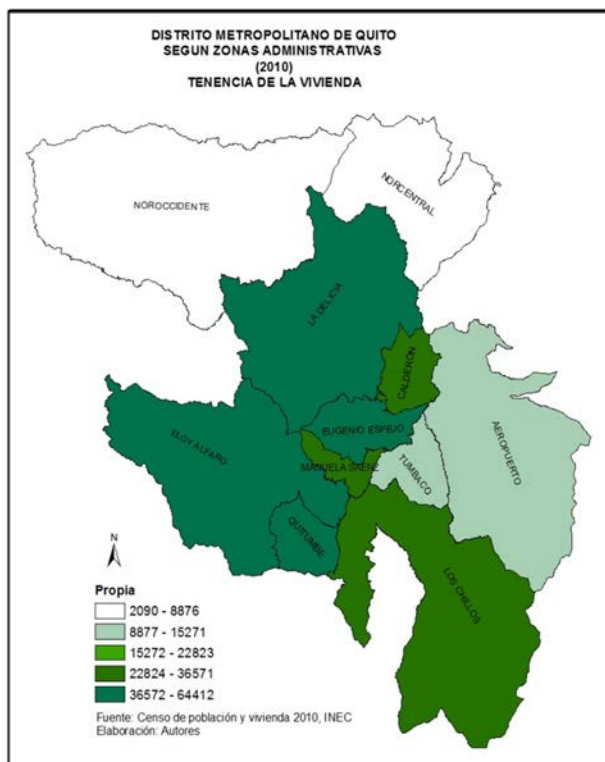 DISTRITO METROPOLITANO DE QUITO
SEGUN ZONAS ADMINISTRATIVAS
(2010)
TENENCIA DE LA VIVIENDA
NORCENTRAL
NOROCCIDENTE
LA DELICIA
CALDERON
EUGENIO ESPEJO
AEROPUERTO
ELOY ALFARO
MANUELA SAENZ
TUMBACO
QUITUMBE
LOS CHILLOS
N
Propia
2090 - 8876
8877 - 15271
15272 - 22823
22824 - 36571
36572 - 64412
Fuente: Censo de población y vivienda 2010, INEC
Elaboración: Autores